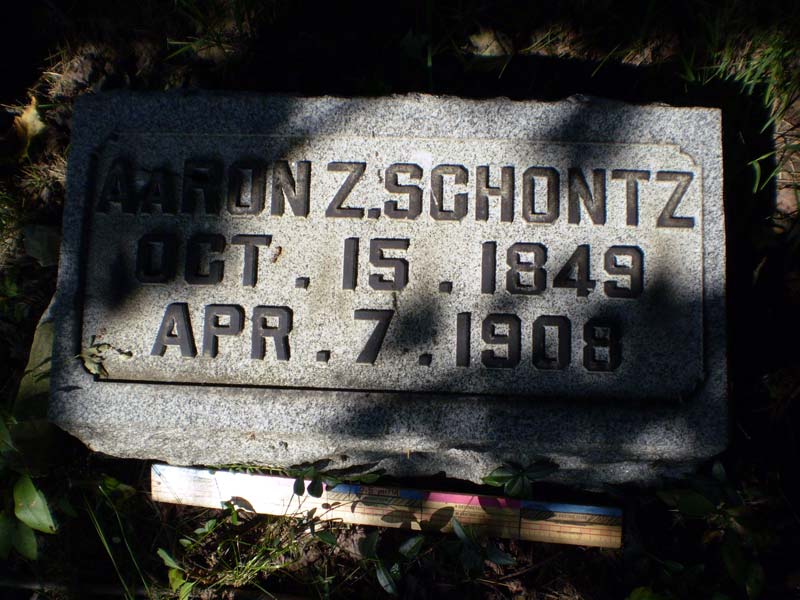 AARON Z. SCHONTZ
OCT. 15. 1849
APR. 7. 1908